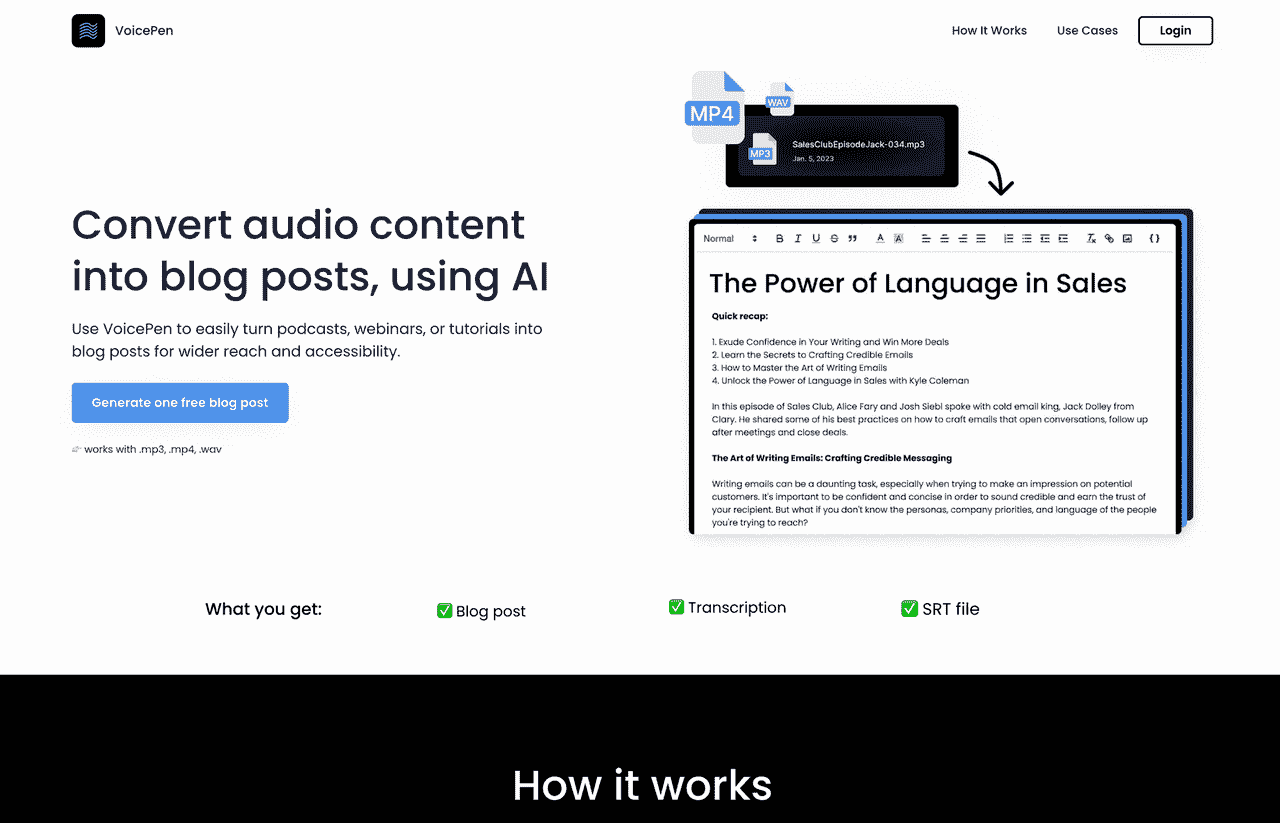 VoicePen
How It Works
Use Cases
Login
MP4
WAV
MP3
SalesClubEpisodeJack-034.mp3
Jan. 5, 2023
Convert audio content
into blog posts, using AI
Use VoicePen to easily turn podcasts, webinars, or tutorials into
blog posts for wider reach and accessibility.
Generate one free blog post
works with .mp3, .mp4, .wav
Normal
The Power of Language in Sales
Quick recap:
1. Exude Confidence in Your Writing and Win More Deals
2. Learn the Secrets to Crafting Credible Emails
3. How to Master the Art of Writing Emails
4. Unlock the Power of Language in Sales with Kyle Coleman
In this episode of Sales Club, Alice Fary and Josh Siebl spoke with cold email king, Jack Dolley from
Clary. He shared some of his best practices on how to craft emails that open conversations, follow up
after meetings and close deals.
The Art of Writing Emails: Crafting Credible Messaging
Writing emails can be a daunting task, especially when trying to make an impression on potential
customers. It's important to be confident and concise in order to sound credible and earn the trust of
your recipient. But what if you don't know the personas, company priorities, and language of the people
you're trying to reach?
What you get:
✅ Blog post
✅ Transcription
✅ SRT file
How it works